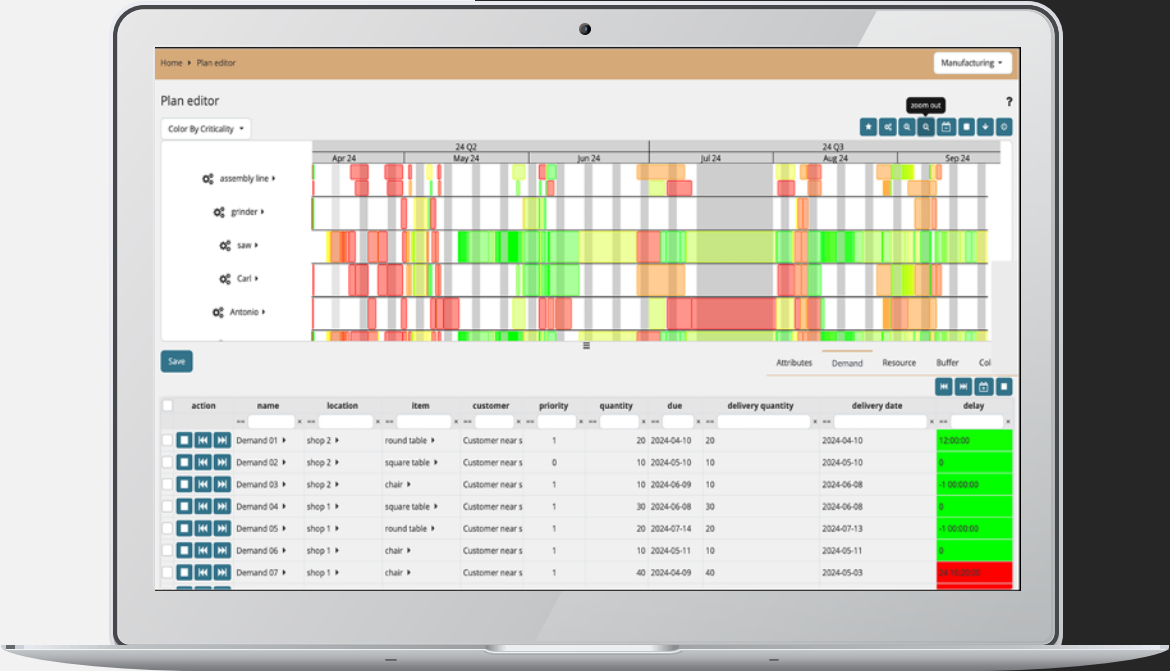 Home Plan editor Manufacturing
Plan editor ?
zoom out
Color By Criticality
24 Q2 24 Q3
Apr 24 May 24 Jun 24 Jul 24 Aug 24 Sep 24
assembly line
grinder
saw
Carl
Antonio
Save Attributes Demand Resource Buffer Col
action name location item customer priority quantity due delivery quantity delivery date delay
Demand 01 shop 2 round table Customer near s 1 20 2024-04-10 20 2024-04-10 12:00:00
Demand 02 shop 2 square table Customer near s 0 10 2024-05-10 10 2024-05-10 0
Demand 03 shop 2 chair Customer near s 1 10 2024-06-09 10 2024-06-08 -1 00:00:00
Demand 04 shop 1 square table Customer near s 1 30 2024-06-08 30 2024-06-08 0
Demand 05 shop 1 round table Customer near s 1 20 2024-07-14 20 2024-07-13 -1 00:00:00
Demand 06 shop 1 chair Customer near s 1 10 2024-05-11 10 2024-05-11 0
Demand 07 shop 1 chair Customer near s 1 40 2024-04-09 40 2024-05-03